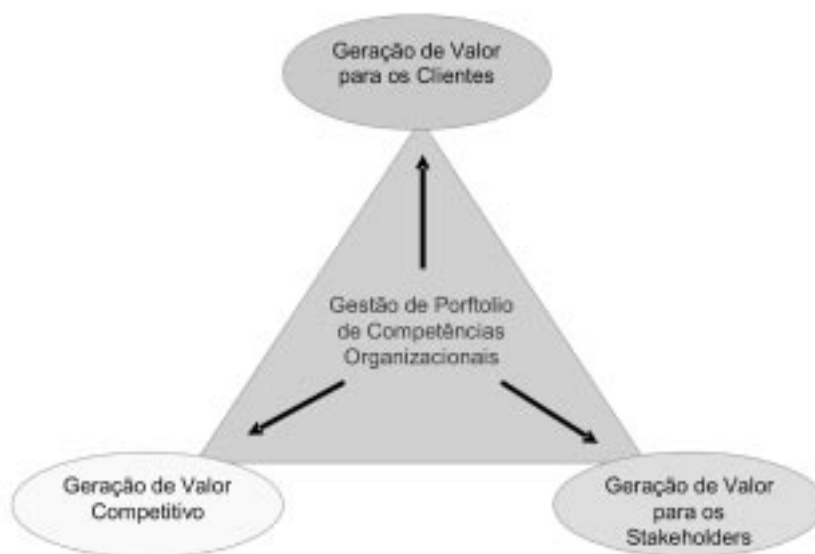 Geração de Valor
para os Clientes
Gestão de Porftolio
de Competências
Organizacionais
Geração de Valor
Competitivo
Geração de Valor
para os
Stakeholders